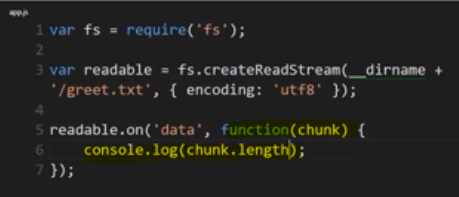 app.js
1 var fs = require('fs');
2
3 var readable = fs.createReadStream(__dirname +
'/greet.txt', { encoding: 'utf8' });
4
5 readable.on('data', function(chunk) {
6 console.log(chunk.length);
7 });